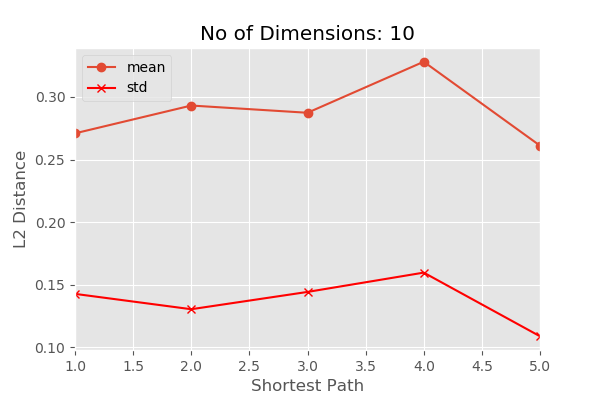 No of Dimensions: 10
mean
std
L2 Distance
0.30
0.25
0.20
0.15
0.10
1.0 1.5 2.0 2.5 3.0 3.5 4.0 4.5 5.0
Shortest Path